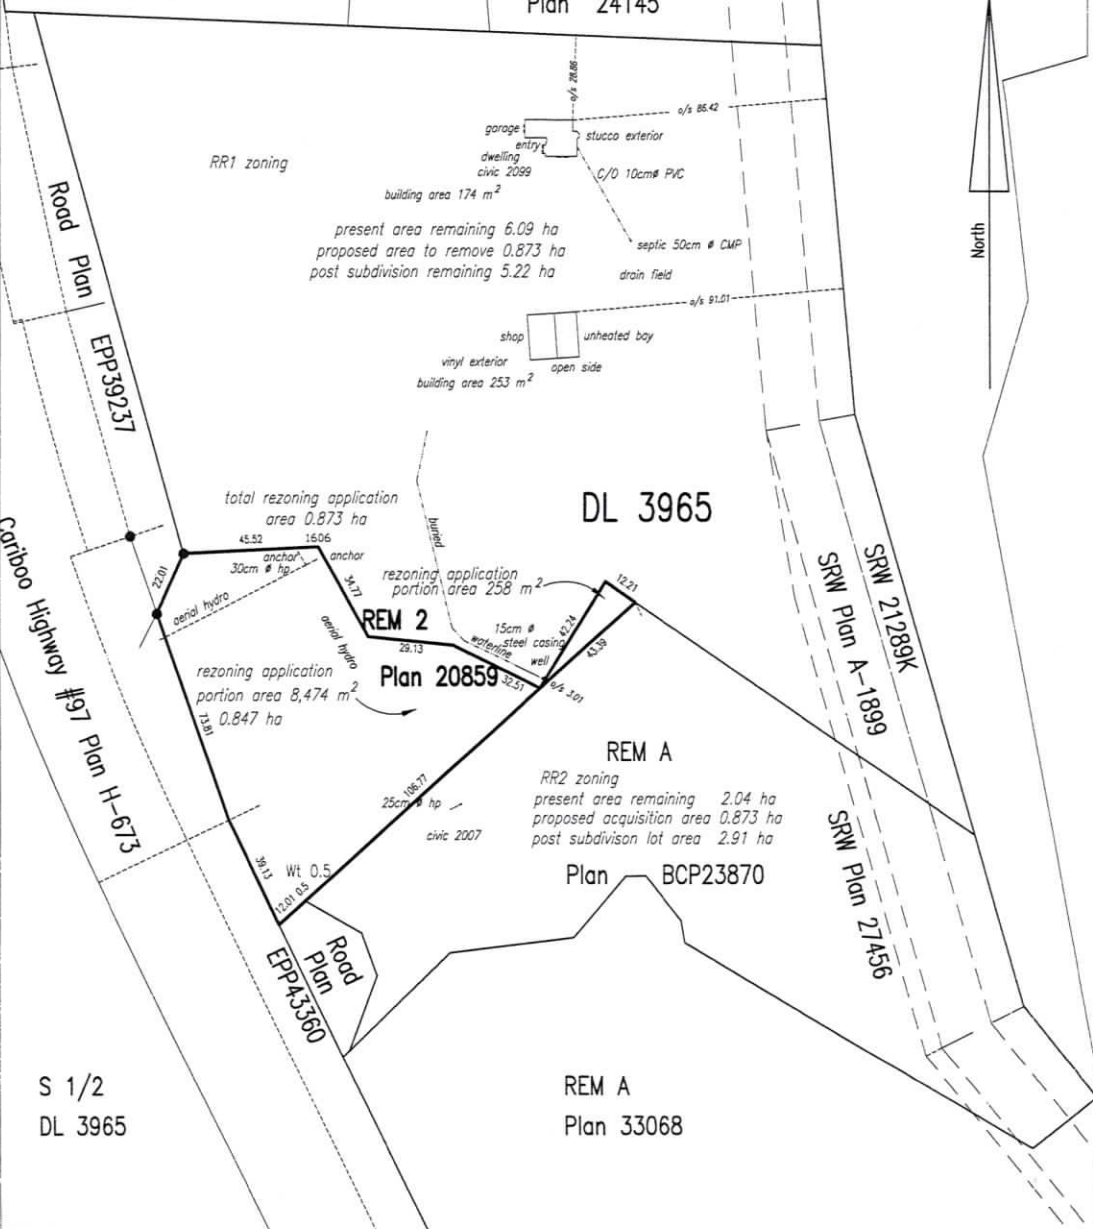 Plan 24145
o/s 28.86
o/s 86.42
garage
stucco exterior
entry
dwelling
civic 2099
C/O 10cmø PVC
RR1 zoning
building area 174 m²
present area remaining 6.09 ha
proposed area to remove 0.873 ha
post subdivision remaining 5.22 ha
septic 50cm ø CMP
drain field
North
o/s 91.01
shop
unheated bay
vinyl exterior
open side
building area 253 m²
Road Plan
EPP39237
total rezoning application
area 0.873 ha
DL 3965
buried
45.52
16.06
anchor
anchor
30cm ø hp
22.01
aerial hydro
34.77
rezoning application
portion area 258 m²
12.21
REM 2
15cm ø
steel casing
well
waterline
42.24
43.39
aerial hydro
29.13
Plan 20859
32.51
o/s 3.01
rezoning application
portion area 8,474 m²
0.847 ha
73.81
Cariboo Highway #97 Plan H-673
SRW Plan A-1899
SRW 21289K
REM A
RR2 zoning
present area remaining 2.04 ha
proposed acquisition area 0.873 ha
post subdivison lot area 2.91 ha
106.77
25cm ø hp
civic 2007
Plan BCP23870
39.13
Wt 0.5
12.01 0.5
SRW Plan 27456
Road
Plan
EPP43360
S 1/2
DL 3965
REM A
Plan 33068